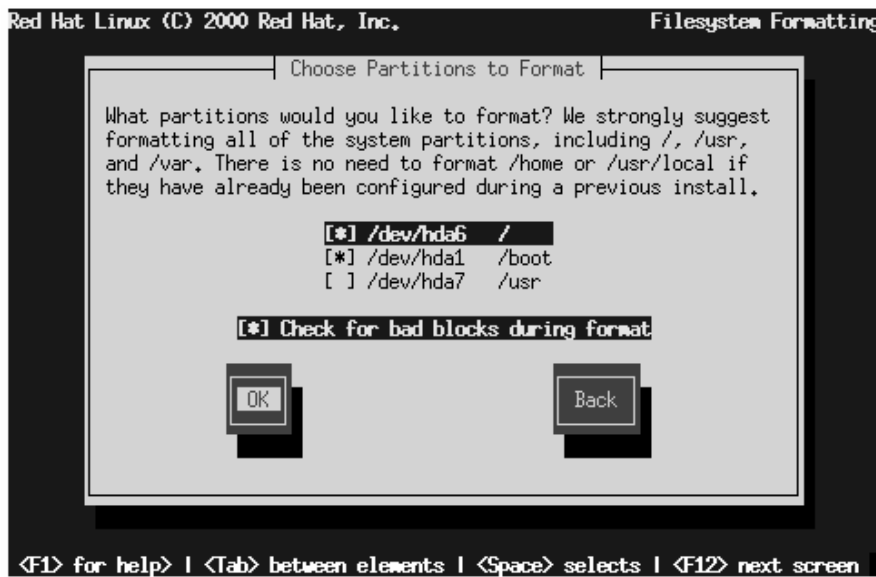 Red Hat Linux (C) 2000 Red Hat, Inc. Filesystem Formatting
Choose Partitions to Format
What partitions would you like to format? We strongly suggest
formatting all of the system partitions, including /, /usr,
and /var. There is no need to format /home or /usr/local if
they have already been configured during a previous install.
[*] /dev/hda6 /
[*] /dev/hda1 /boot
[ ] /dev/hda7 /usr
[*] Check for bad blocks during format
OK Back
<F1> for help> | <Tab> between elements | <Space> selects | <F12> next screen